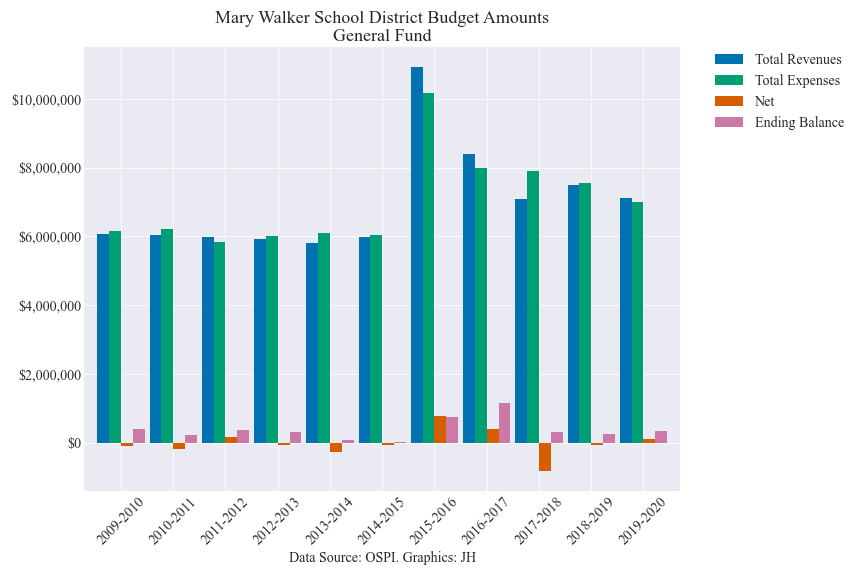 Mary Walker School District Budget Amounts
General Fund
Total Revenues
Total Expenses
Net
Ending Balance
$10,000,000
$8,000,000
$6,000,000
$4,000,000
$2,000,000
$0
2009-2010
2010-2011
2011-2012
2012-2013
2013-2014
2014-2015
2015-2016
2016-2017
2017-2018
2018-2019
2019-2020
Data Source: OSPI. Graphics: JH